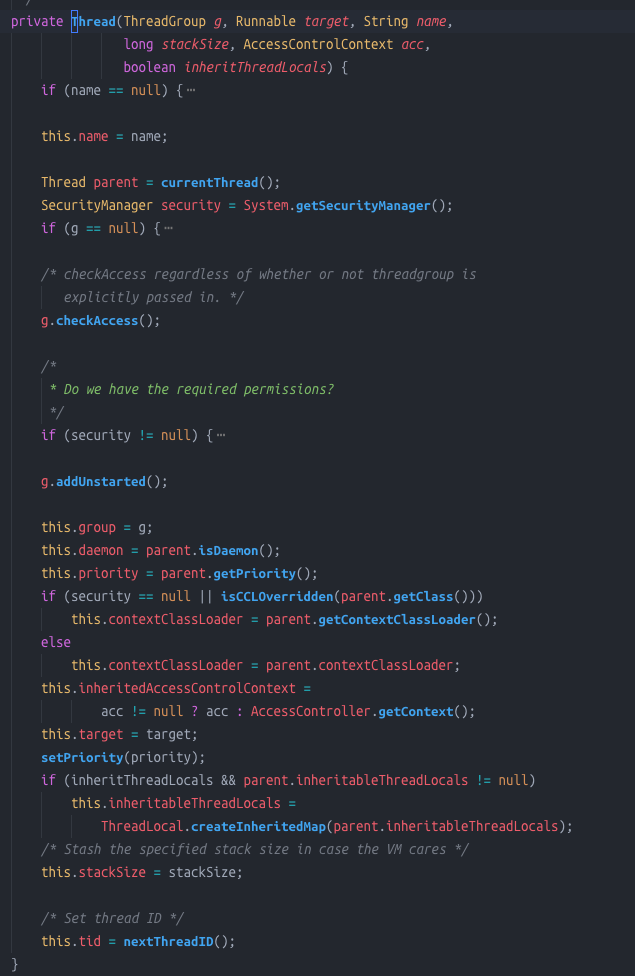 private Thread(ThreadGroup g, Runnable target, String name,
               long stackSize, AccessControlContext acc,
               boolean inheritThreadLocals) {
    if (name == null) {⋯

    this.name = name;

    Thread parent = currentThread();
    SecurityManager security = System.getSecurityManager();
    if (g == null) {⋯

    /* checkAccess regardless of whether or not threadgroup is
       explicitly passed in. */
    g.checkAccess();

    /*
     * Do we have the required permissions?
     */
    if (security != null) {⋯

    g.addUnstarted();

    this.group = g;
    this.daemon = parent.isDaemon();
    this.priority = parent.getPriority();
    if (security == null || isCCLOverridden(parent.getClass()))
        this.contextClassLoader = parent.getContextClassLoader();
    else
        this.contextClassLoader = parent.contextClassLoader;
    this.inheritedAccessControlContext =
            acc != null ? acc : AccessController.getContext();
    this.target = target;
    setPriority(priority);
    if (inheritThreadLocals && parent.inheritableThreadLocals != null)
        this.inheritableThreadLocals =
            ThreadLocal.createInheritedMap(parent.inheritableThreadLocals);
    /* Stash the specified stack size in case the VM cares */
    this.stackSize = stackSize;

    /* Set thread ID */
    this.tid = nextThreadID();
}